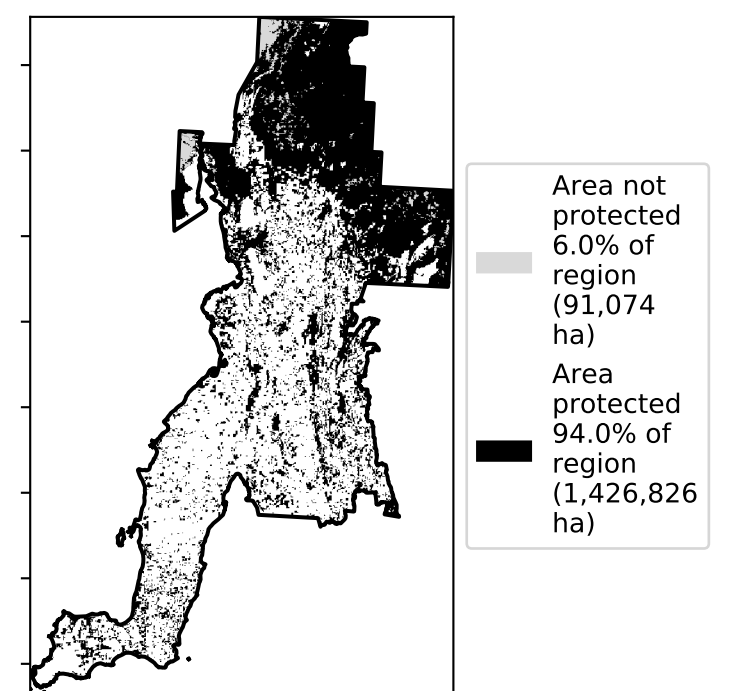 Area not
protected
6.0% of
region
(91,074
ha)
Area
protected
94.0% of
region
(1,426,826
ha)